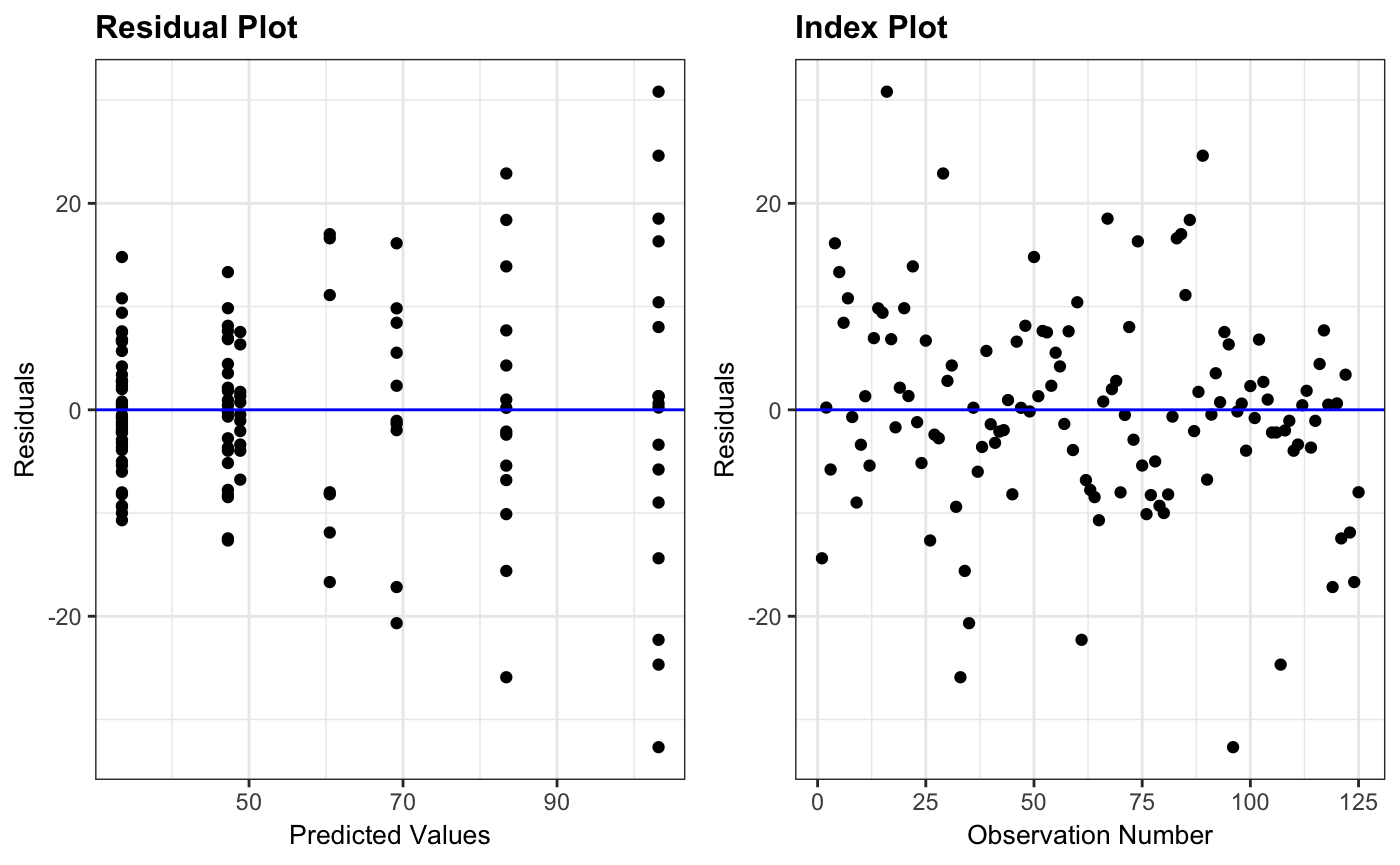 Residual Plot
20
0
-20
50 70 90
Predicted Values
Residuals
Index Plot
20
0
-20
0 25 50 75 100 125
Observation Number
Residuals